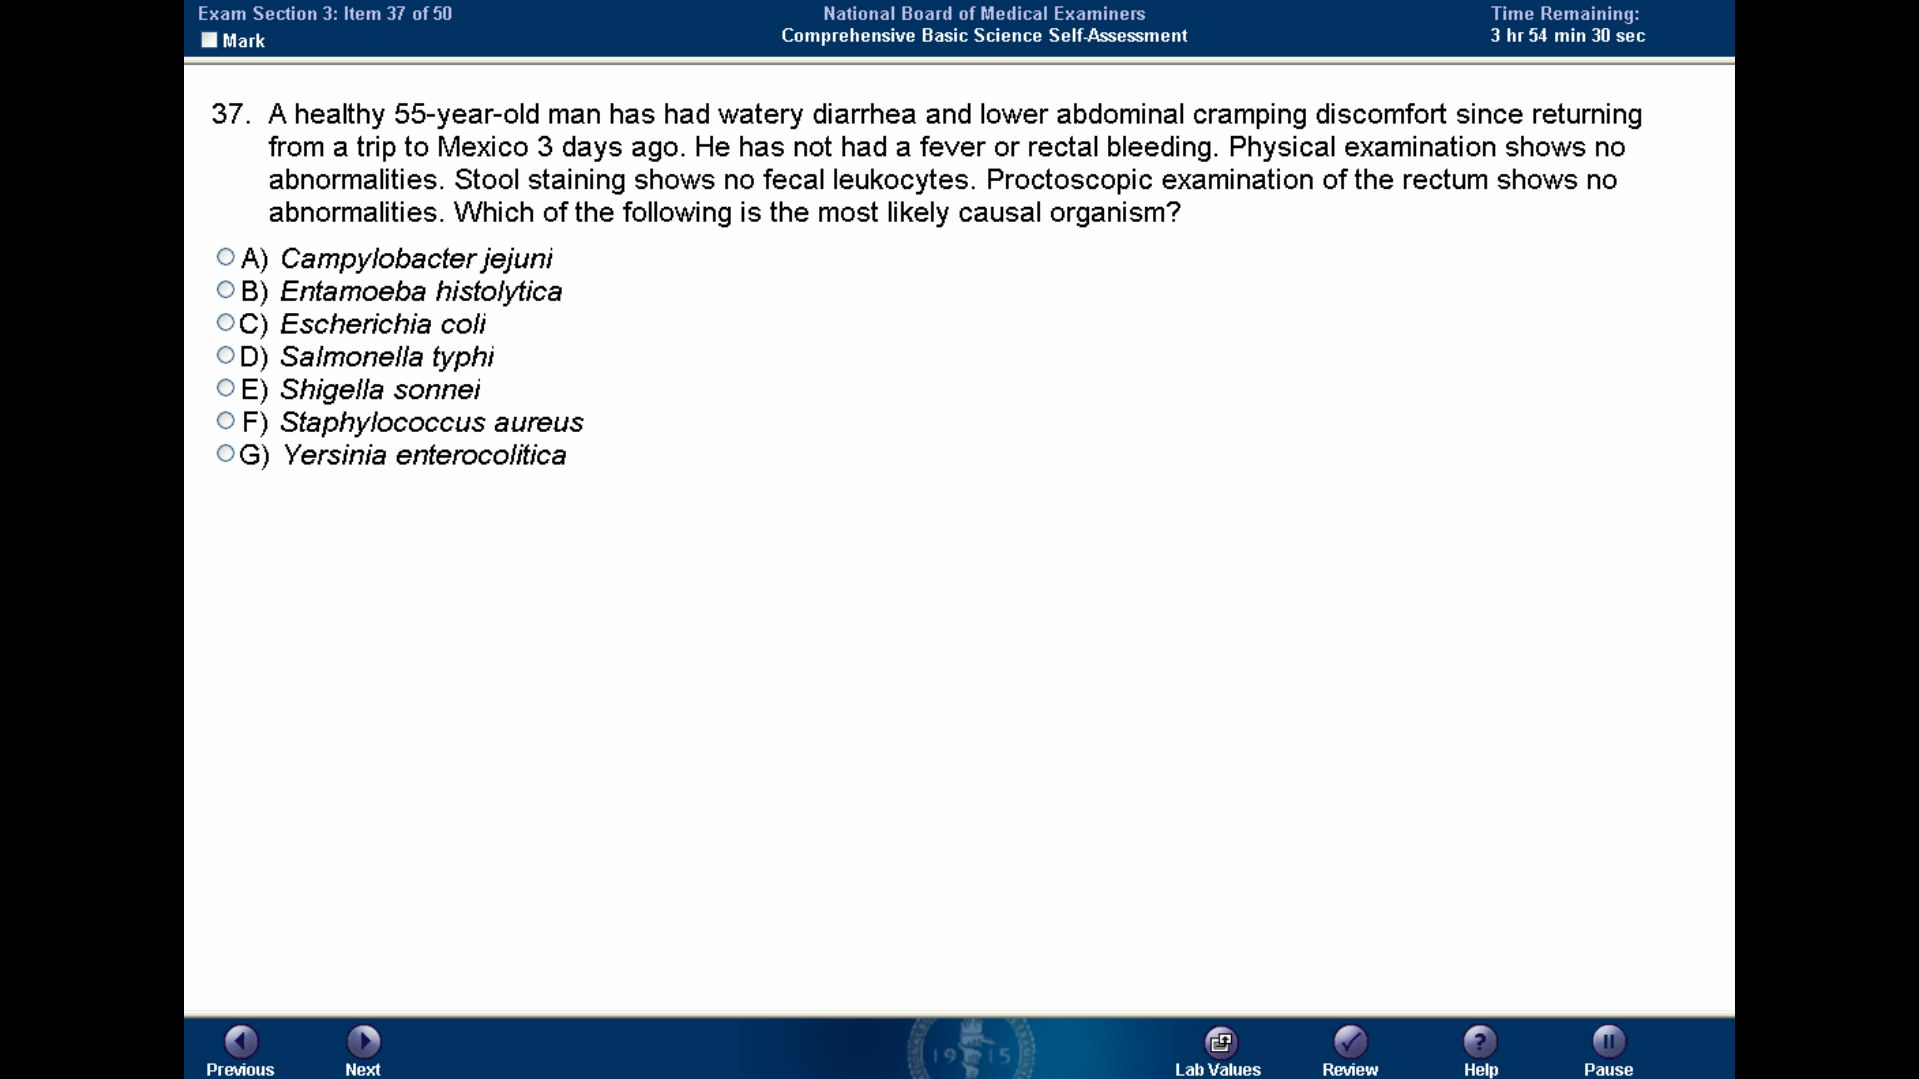 Exam Section 3: Item 37 of 50
National Board of Medical Examiners
Time Remaining:
Mark
Comprehensive Basic Science Self-Assessment
3 hr 54 min 30 sec
37. A healthy 55-year-old man has had watery diarrhea and lower abdominal cramping discomfort since returning
from a trip to Mexico 3 days ago. He has not had a fever or rectal bleeding. Physical examination shows no
abnormalities. Stool staining shows no fecal leukocytes. Proctoscopic examination of the rectum shows no
abnormalities. Which of the following is the most likely causal organism?
A) Campylobacter jejuni
B) Entamoeba histolytica
C) Escherichia coli
D) Salmonella typhi
E) Shigella sonnei
F) Staphylococcus aureus
G) Yersinia enterocolitica
19 15
Previous
Next
Lab Values
Review
Help
Pause